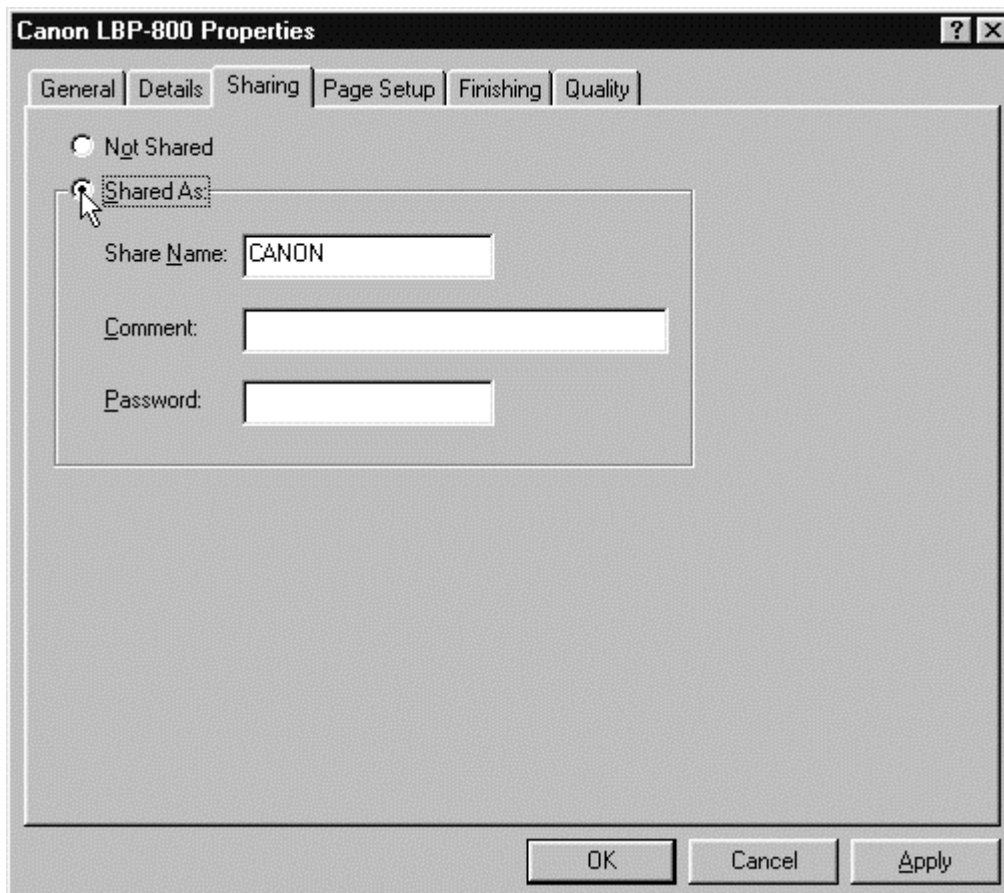 Canon LBP-800 Properties ? X
General Details Sharing Page Setup Finishing Quality
Not Shared
Shared As:
Share Name: CANON
Comment:
Password:
OK Cancel Apply